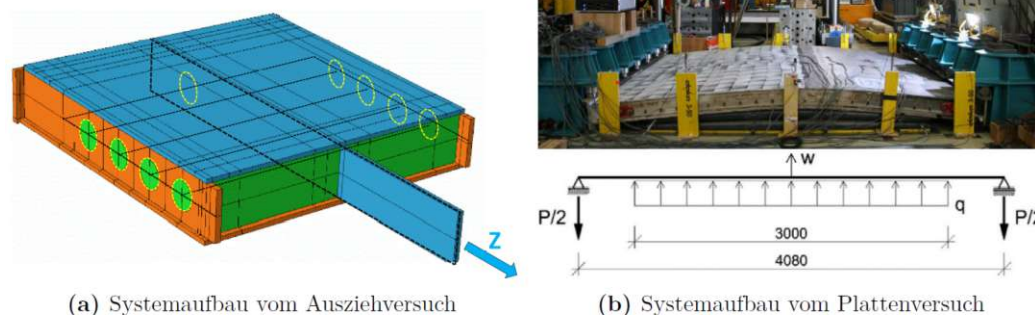 Z
w
P/2
q
P/2
3000
4080
(a) Systemaufbau vom Ausziehversuch
(b) Systemaufbau vom Plattenversuch